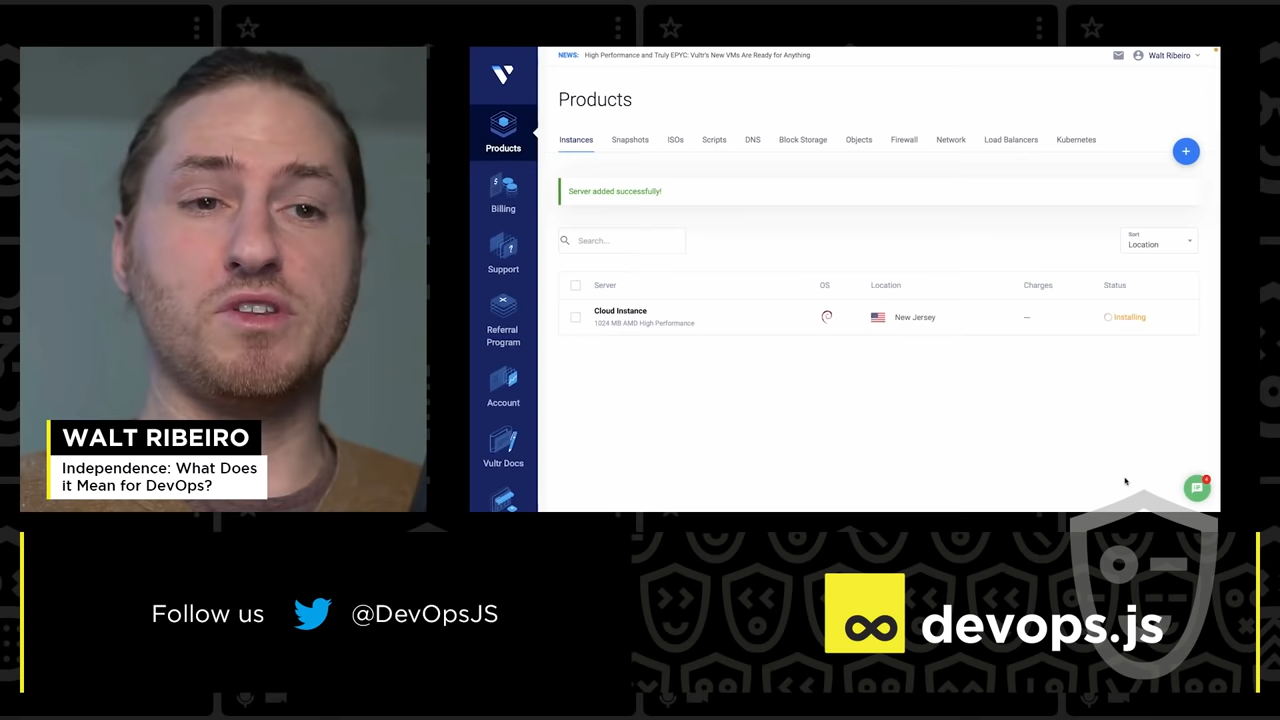 WALT RIBEIRO
Independence: What Does
it Mean for DevOps?
NEWS: High Performance and Truly EPYC: Vultr's New VMs Are Ready for Anything
Walt Ribeiro
Products
Billing
Support
Referral
Program
Account
Vultr Docs
Products
Instances Snapshots ISOs Scripts DNS Block Storage Objects Firewall Network Load Balancers Kubernetes
+
Server added successfully!
Search...
Sort
Location
Server OS Location Charges Status
Cloud Instance
1024 MB AMD High Performance
New Jersey
—
Installing
4
Follow us @DevOpsJS
devops.js